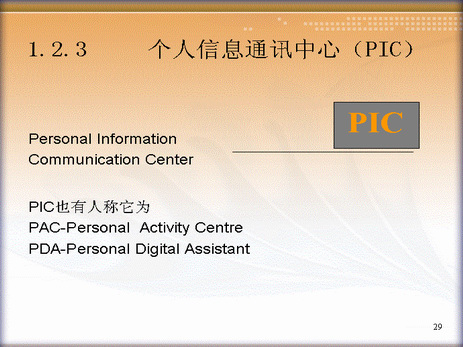 1.2.3 个人信息通讯中心（PIC）
PIC
Personal Information
Communication Center
PIC也有人称它为
PAC-Personal Activity Centre
PDA-Personal Digital Assistant
29